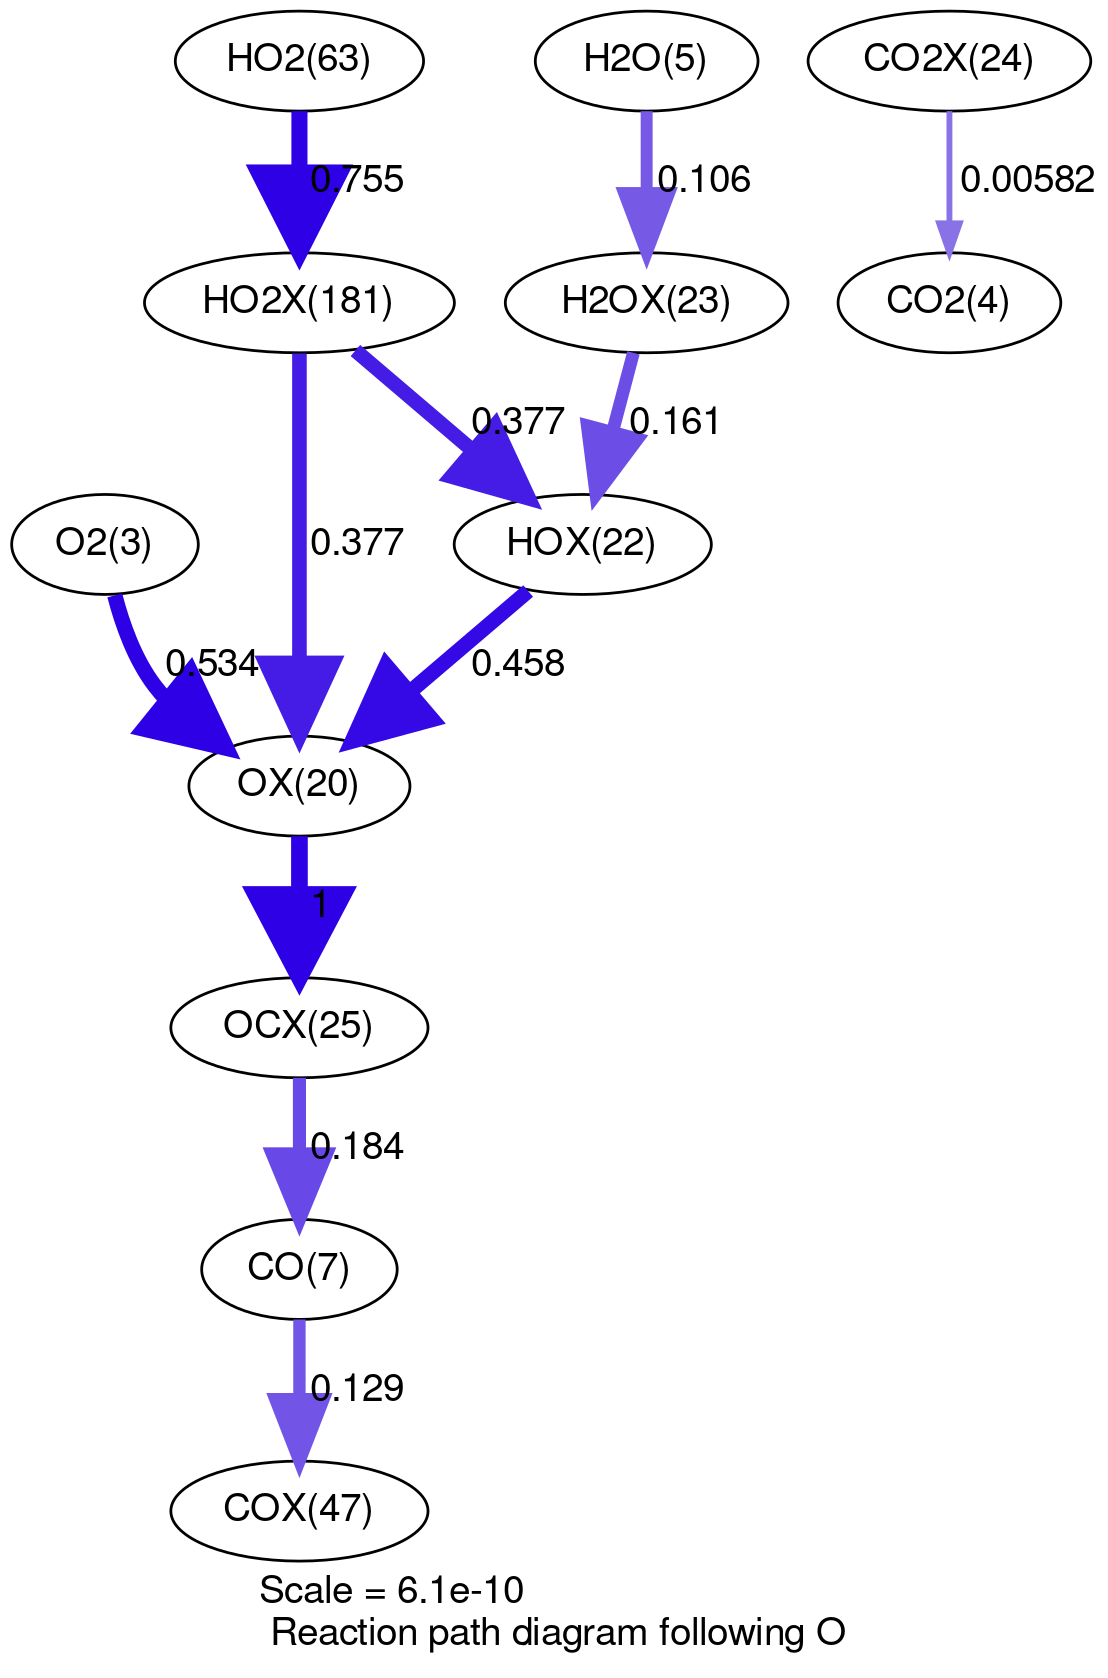 HO2(63)
H2O(5)
CO2X(24)
0.755
0.106
0.00582
HO2X(181)
H2OX(23)
CO2(4)
0.377
0.161
O2(3)
0.377
HOX(22)
0.534
0.458
OX(20)
1
OCX(25)
0.184
CO(7)
0.129
COX(47)
Scale = 6.1e-10
Reaction path diagram following O